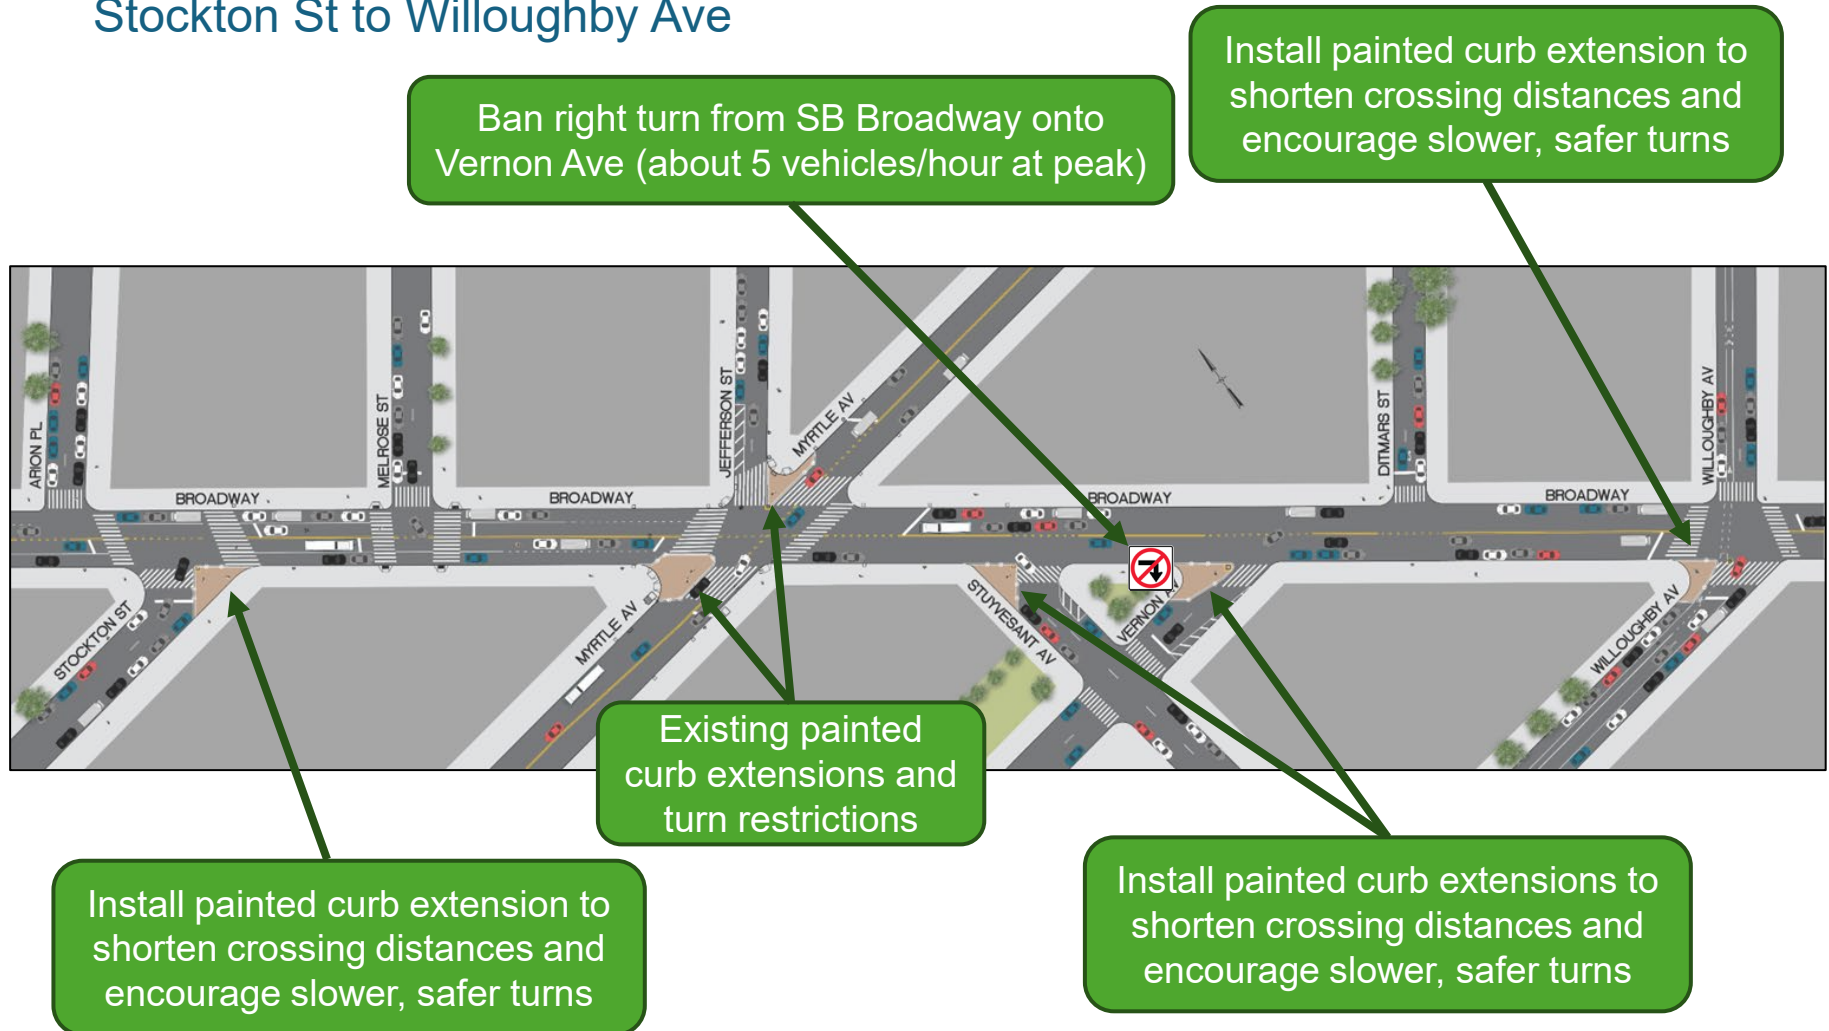 Stockton St to Willoughby Ave
Install painted curb extension to
shorten crossing distances and
encourage slower, safer turns
Ban right turn from SB Broadway onto
Vernon Ave (about 5 vehicles/hour at peak)
ARION PL
MELROSE ST
JEFFERSON ST
MYRTLE AV
DITMARS ST
WILLOUGHBY AV
BROADWAY
BROADWAY
BROADWAY
BROADWAY
STOCKTON ST
MYRTLE AV
STUYVESANT AV
VERNON
WILLOUGHBY AV
Existing painted
curb extensions and
turn restrictions
Install painted curb extension to
shorten crossing distances and
encourage slower, safer turns
Install painted curb extensions to
shorten crossing distances and
encourage slower, safer turns